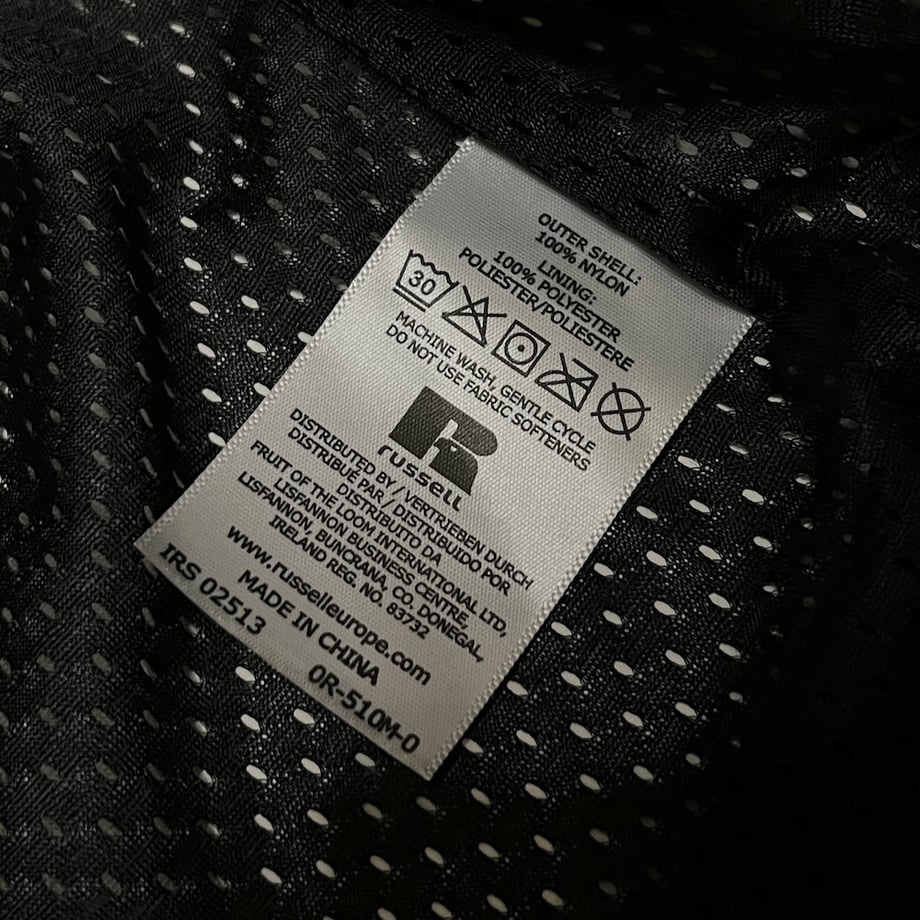 OUTER SHELL:
100% NYLON
LINING:
100% POLYESTER
POLIESTER/POLIESTERE
30
MACHINE WASH, GENTLE CYCLE
DO NOT USE FABRIC SOFTENERS
R
russell
DISTRIBUTED BY / VERTRIEBEN DURCH
DISTRIBUÉ PAR / DISTRIBUIDO POR
DISTRIBUITO DA
FRUIT OF THE LOOM INTERNATIONAL LTD,
LISFANNON BUSINESS CENTRE,
LISFANNON, BUNCRANA, CO, DONEGAL,
IRELAND REG. NO. 83732
www.russelleurope.com
MADE IN CHINA
IRS 02513
0R-510M-0